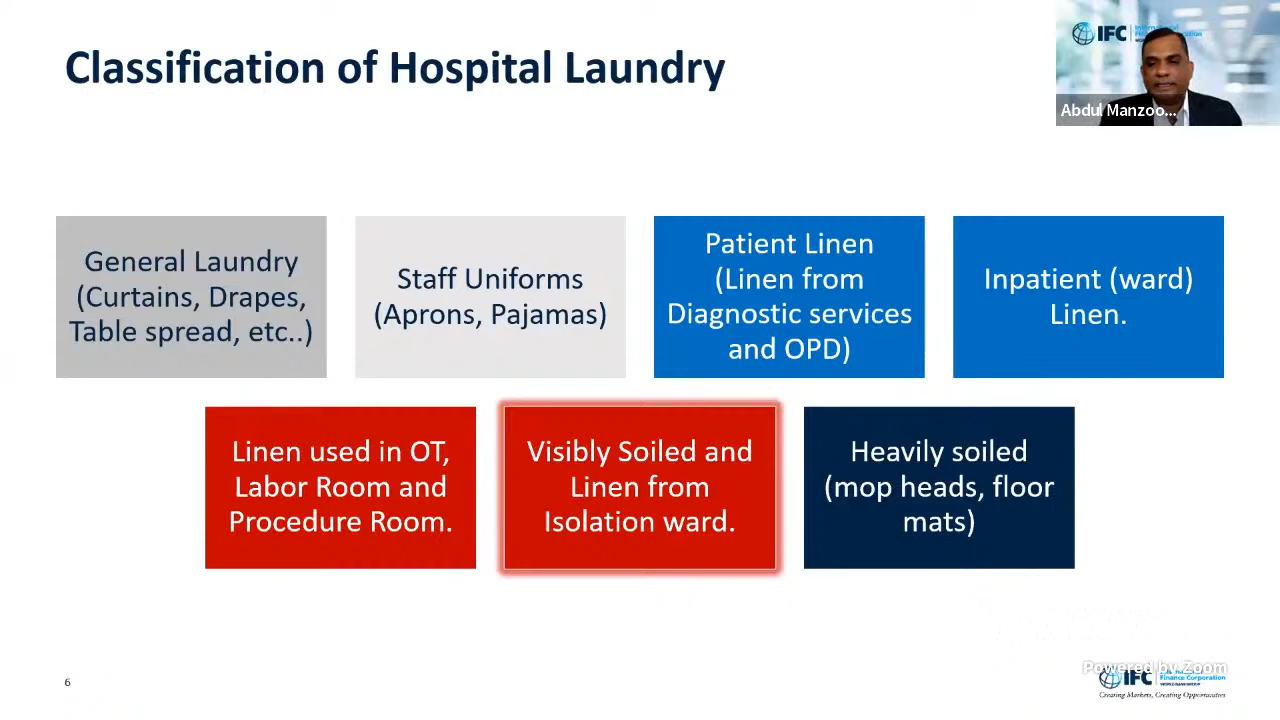 Classification of Hospital Laundry
IFC
Abdul Manzoo...
General Laundry
(Curtains, Drapes,
Table spread, etc..)
Staff Uniforms
(Aprons, Pajamas)
Patient Linen
(Linen from
Diagnostic services
and OPD)
Inpatient (ward)
Linen.
Linen used in OT,
Labor Room and
Procedure Room.
Visibly Soiled and
Linen from
Isolation ward.
Heavily soiled
(mop heads, floor
mats)
6
Powered by Zoom
IFC
Finance Corporation
WORLD BANK GROUP
Creating Markets, Creating Opportunities